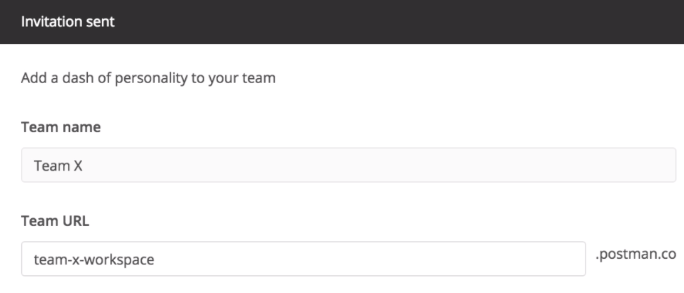 Invitation sent
Add a dash of personality to your team
Team name
Team X
Team URL
team-x-workspace .postman.co